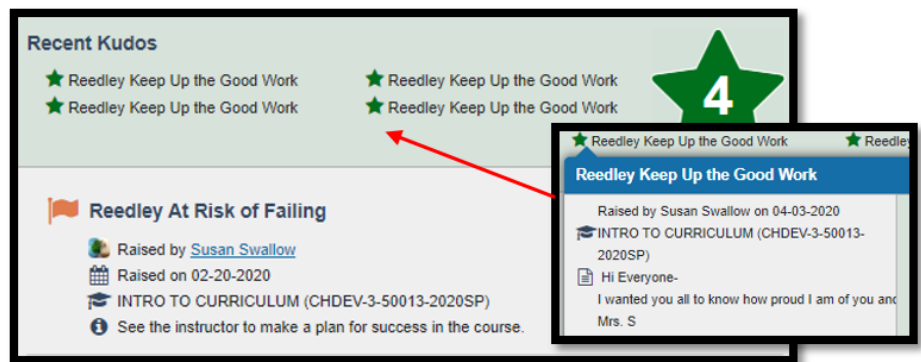 Recent Kudos
Reedley Keep Up the Good Work
Reedley Keep Up the Good Work
Reedley Keep Up the Good Work
Reedley Keep Up the Good Work
4
Reedley At Risk of Failing
Raised by Susan Swallow
Raised on 02-20-2020
INTRO TO CURRICULUM (CHDEV-3-50013-2020SP)
See the instructor to make a plan for success in the course.
Reedley Keep Up the Good Work
Reedley
Reedley Keep Up the Good Work
Raised by Susan Swallow on 04-03-2020
INTRO TO CURRICULUM (CHDEV-3-50013-
2020SP)
Hi Everyone-
I wanted you all to know how proud I am of you and
Mrs. S